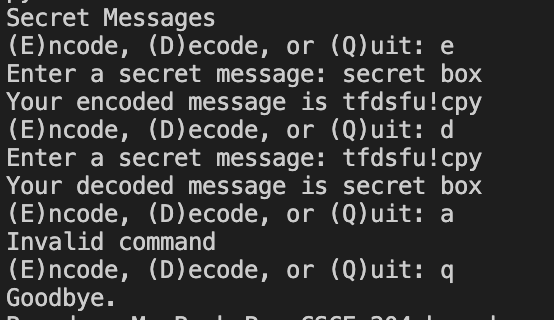 Secret Messages
(E)ncode, (D)ecode, or (Q)uit: e
Enter a secret message: secret box
Your encoded message is tfdsfu!cpy
(E)ncode, (D)ecode, or (Q)uit: d
Enter a secret message: tfdsfu!cpy
Your decoded message is secret box
(E)ncode, (D)ecode, or (Q)uit: a
Invalid command
(E)ncode, (D)ecode, or (Q)uit: q
Goodbye.